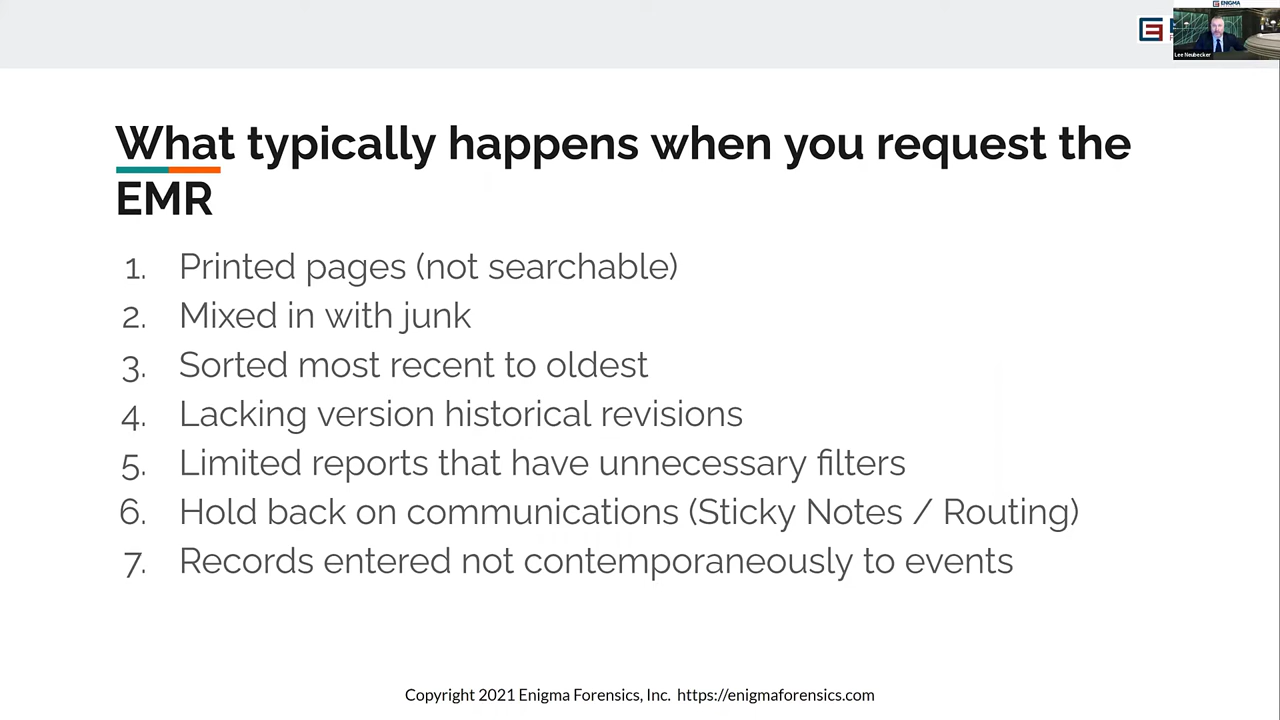 ENIGMA
Lee Neubecker
What typically happens when you request the
EMR
1. Printed pages (not searchable)
2. Mixed in with junk
3. Sorted most recent to oldest
4. Lacking version historical revisions
5. Limited reports that have unnecessary filters
6. Hold back on communications (Sticky Notes / Routing)
7. Records entered not contemporaneously to events
Copyright 2021 Enigma Forensics, Inc. https://enigmaforensics.com